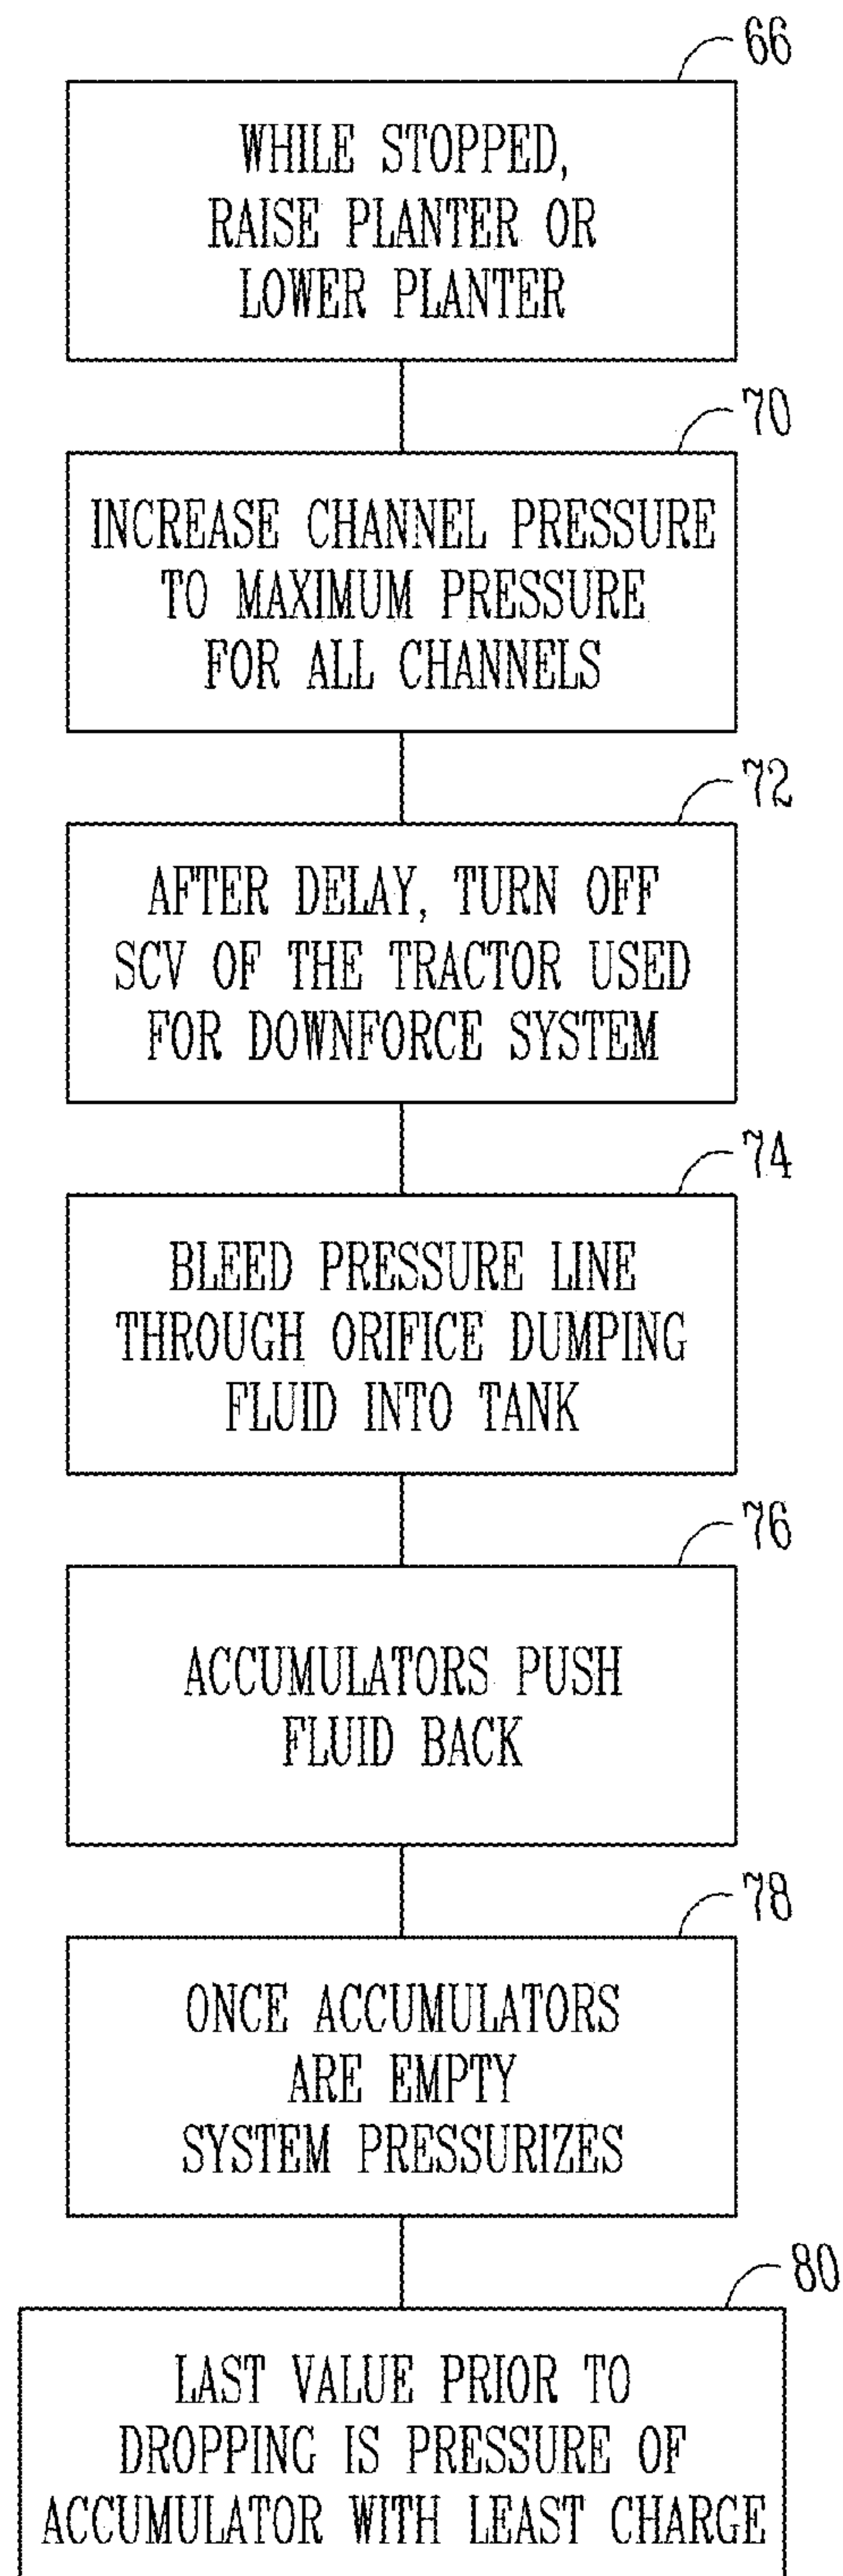 66
WHILE STOPPED,
RAISE PLANTER OR
LOWER PLANTER
70
INCREASE CHANNEL PRESSURE
TO MAXIMUM PRESSURE
FOR ALL CHANNELS
72
AFTER DELAY, TURN OFF
SCV OF THE TRACTOR USED
FOR DOWNFORCE SYSTEM
74
BLEED PRESSURE LINE
THROUGH ORIFICE DUMPING
FLUID INTO TANK
76
ACCUMULATORS PUSH
FLUID BACK
78
ONCE ACCUMULATORS
ARE EMPTY
SYSTEM PRESSURIZES
80
LAST VALUE PRIOR TO
DROPPING IS PRESSURE OF
ACCUMULATOR WITH LEAST CHARGE